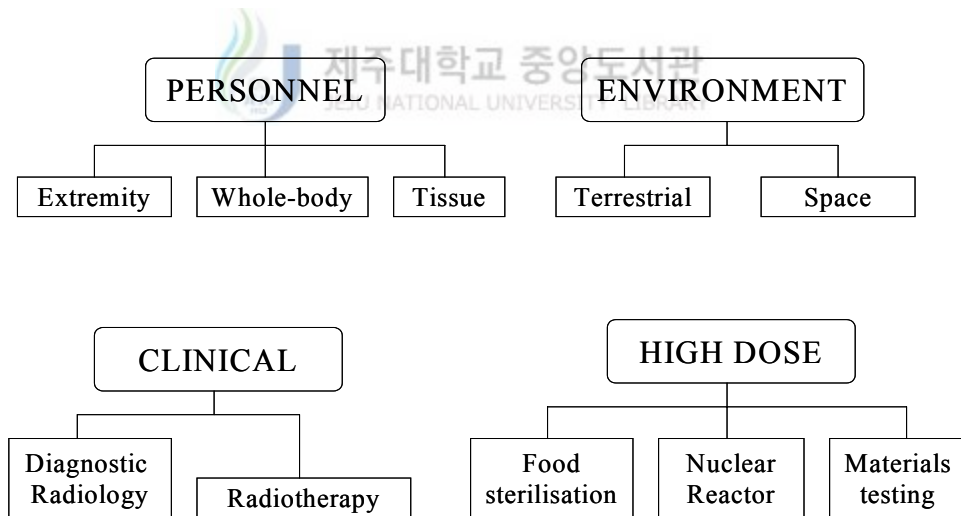 제주대학교 중앙도서관
JEJU NATIONAL UNIVERSITY LIBRARY
PERSONNEL
ENVIRONMENT
Extremity
Whole-body
Tissue
Terrestrial
Space
CLINICAL
HIGH DOSE
Diagnostic
Radiology
Radiotherapy
Food
sterilisation
Nuclear
Reactor
Materials
testing